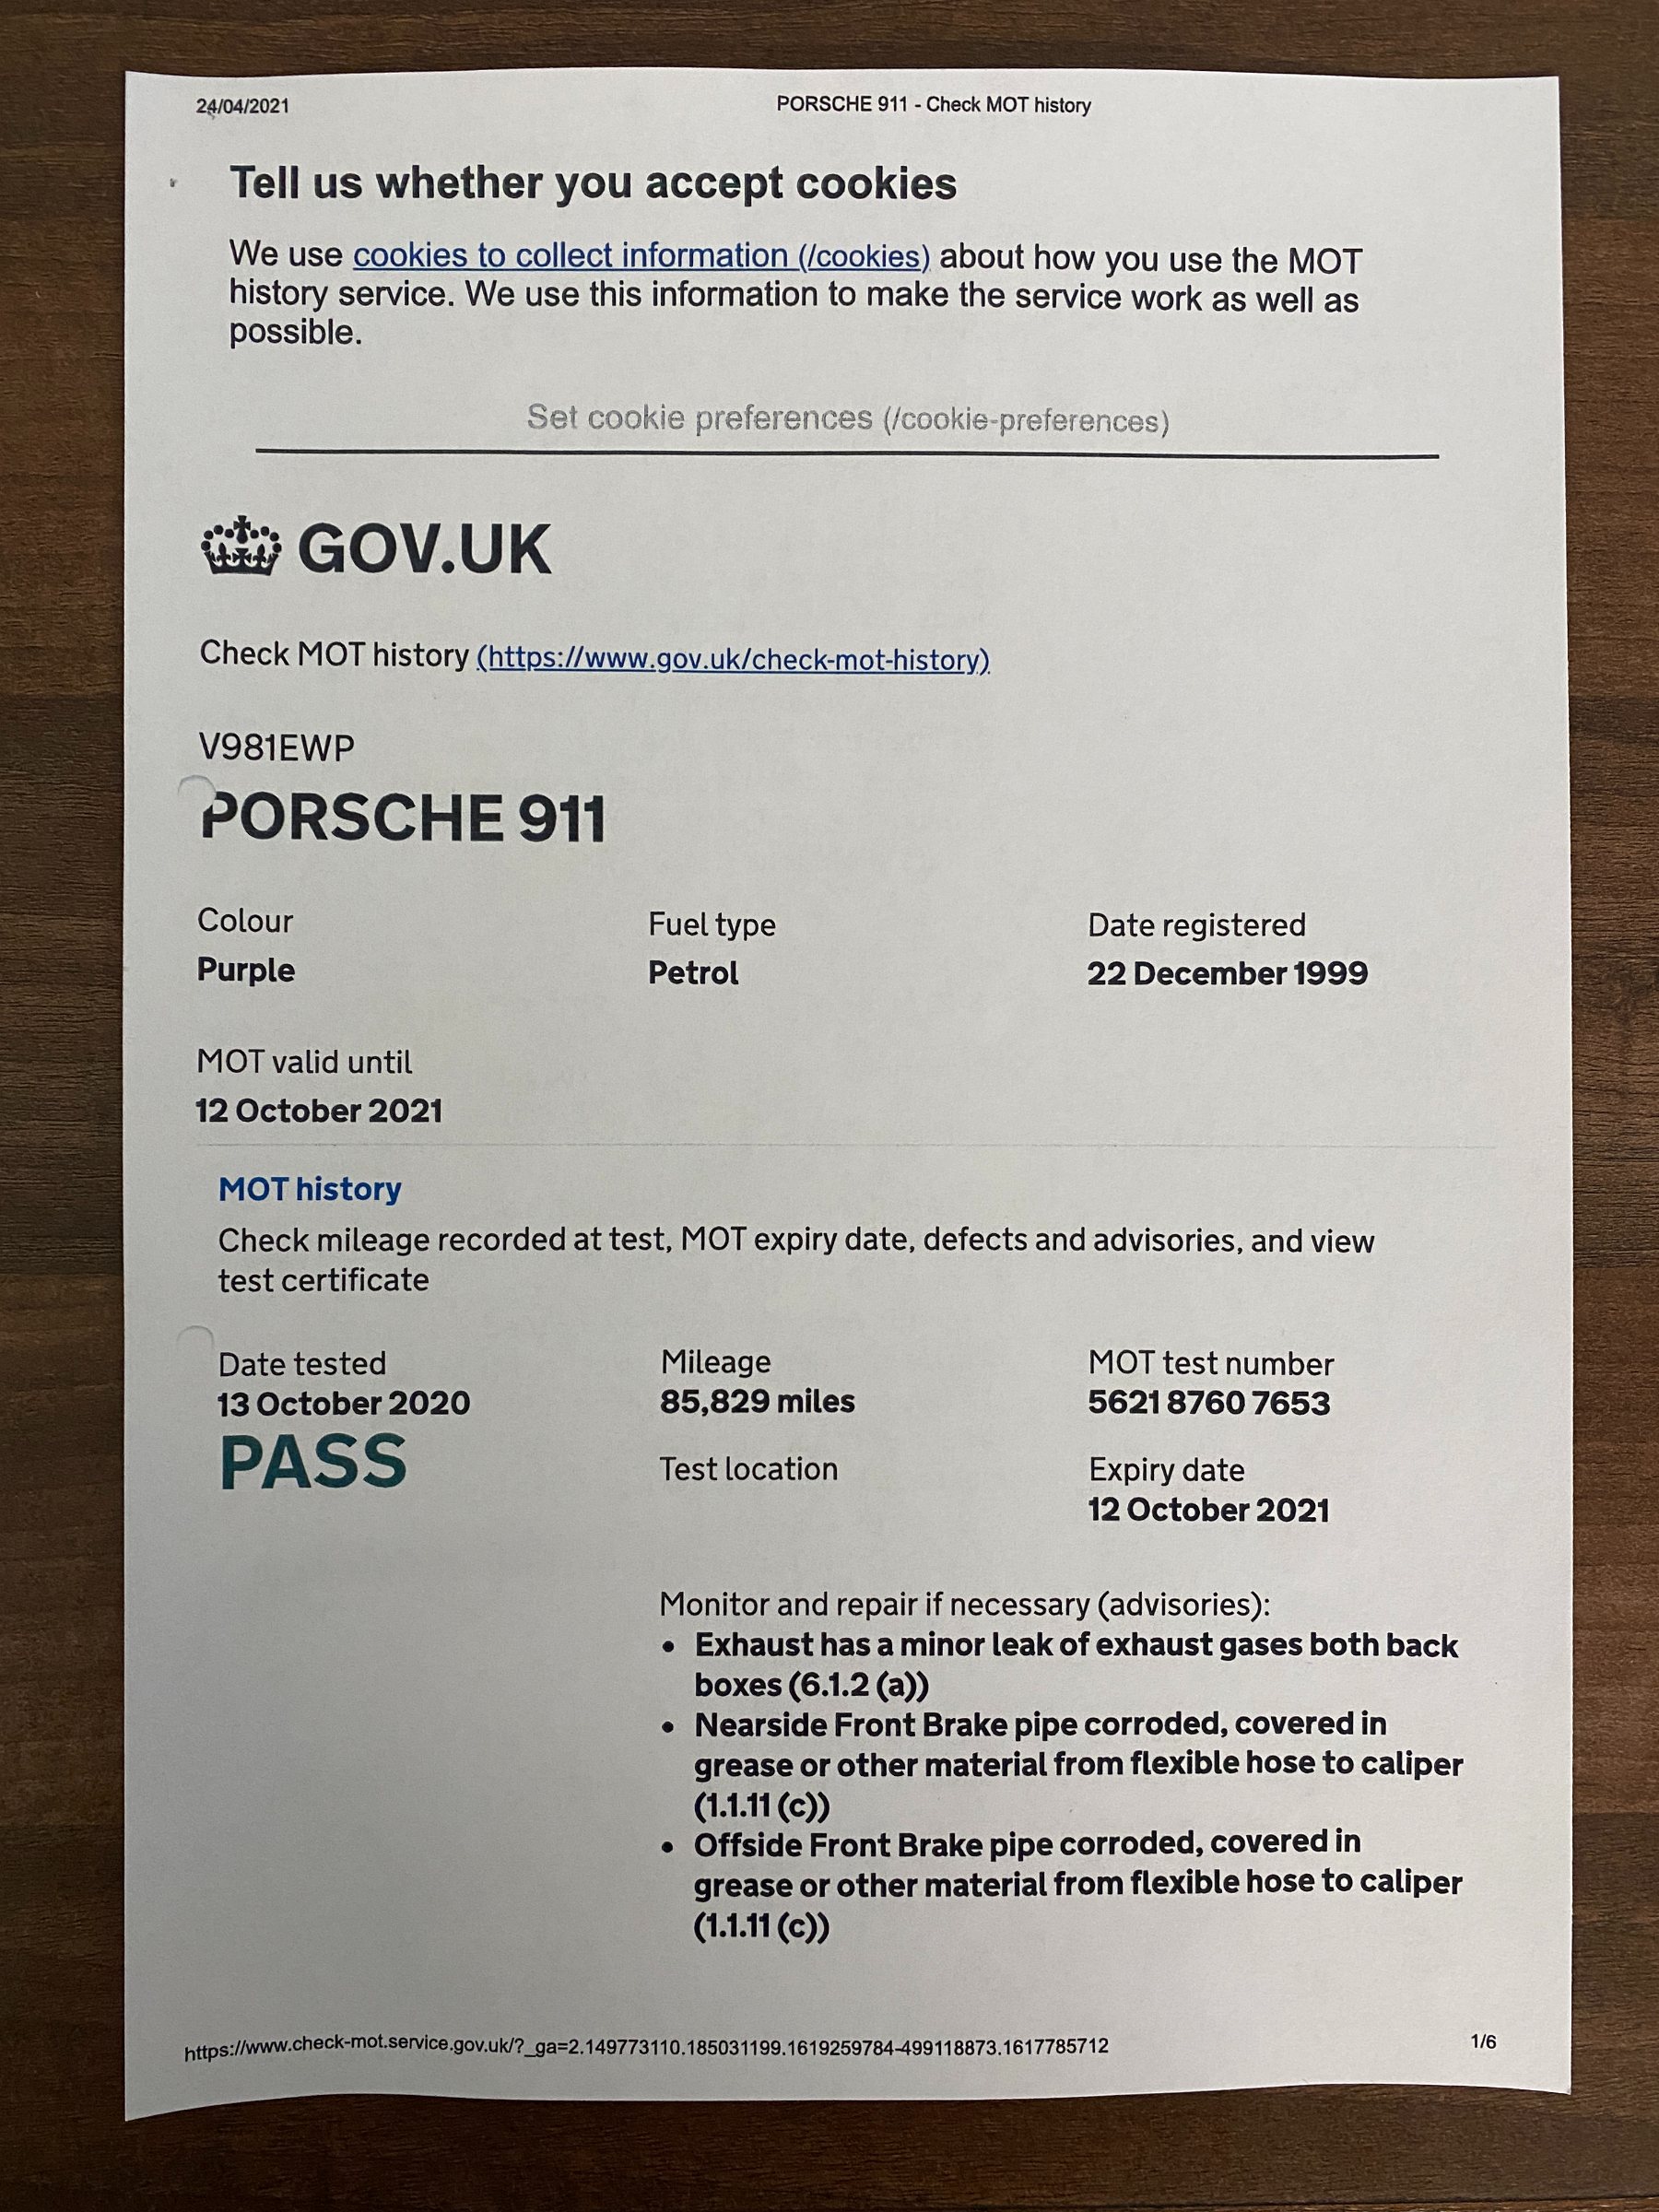 24/04/2021 PORSCHE 911 - Check MOT history
Tell us whether you accept cookies
We use cookies to collect information (/cookies) about how you use the MOT
history service. We use this information to make the service work as well as
possible.
Set cookie preferences (/cookie-preferences)
GOV.UK
Check MOT history (https://www.gov.uk/check-mot-history)
V981EWP
PORSCHE 911
Colour Fuel type Date registered
Purple Petrol 22 December 1999
MOT valid until
12 October 2021
MOT history
Check mileage recorded at test, MOT expiry date, defects and advisories, and view
test certificate
Date tested Mileage MOT test number
13 October 2020 85,829 miles 5621 8760 7653
PASS
Test location Expiry date
12 October 2021
Monitor and repair if necessary (advisories):
• Exhaust has a minor leak of exhaust gases both back
boxes (6.1.2 (a))
• Nearside Front Brake pipe corroded, covered in
grease or other material from flexible hose to caliper
(1.1.11 (c))
• Offside Front Brake pipe corroded, covered in
grease or other material from flexible hose to caliper
(1.1.11 (c))
https://www.check-mot.service.gov.uk/?_ga=2.149773110.185031199.1619259784-499118873.1617785712 1/6